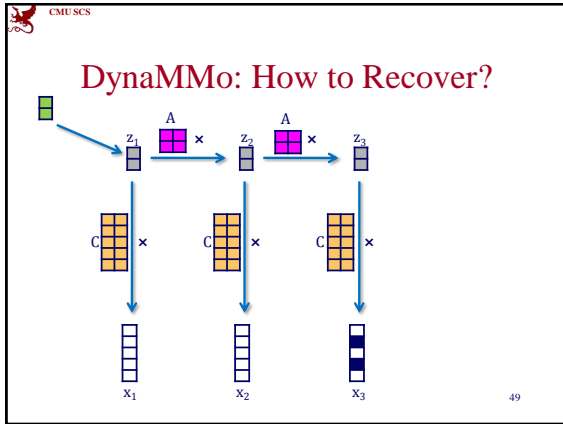 CMU SCS
DynaMMo: How to Recover?
A A
z1 × z2 × z3
C × C × C ×
x1 x2 x3
49